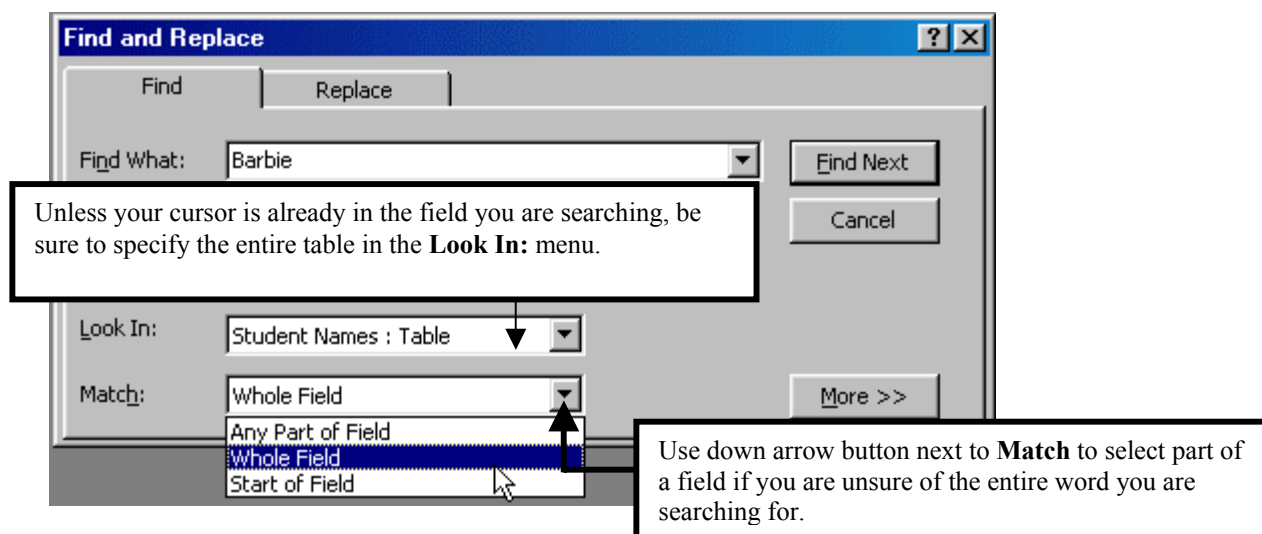 Find and Replace
Find
Replace
Find What:
Barbie
Find Next
Unless your cursor is already in the field you are searching, be
sure to specify the entire table in the Look In: menu.
Cancel
Look In:
Student Names : Table
Match:
Whole Field
More >>
Any Part of Field
Whole Field
Start of Field
Use down arrow button next to Match to select part of
a field if you are unsure of the entire word you are
searching for.